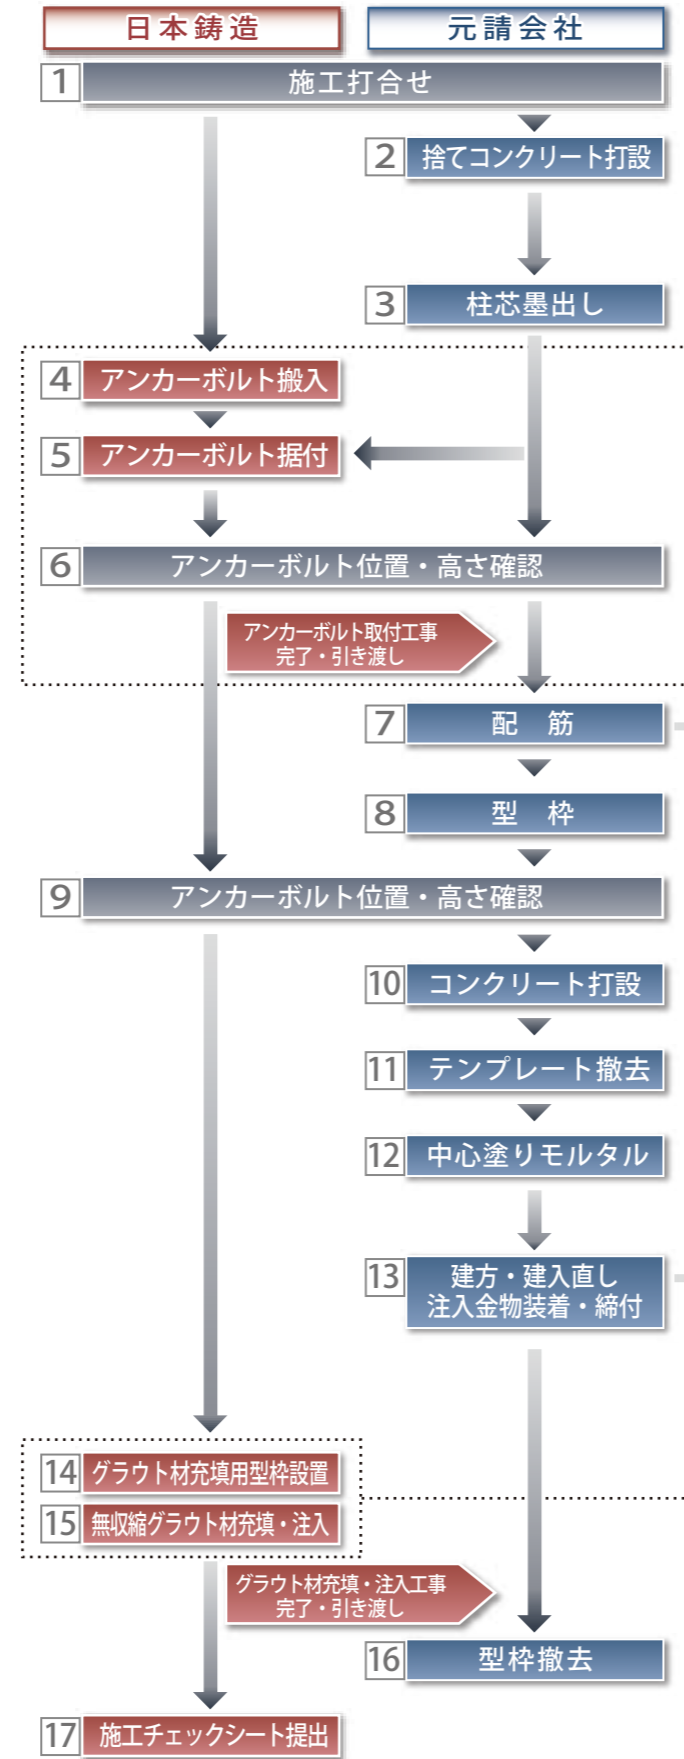 日本鋳造
元請会社
1 施工打合せ
2 捨てコンクリート打設
3 柱芯墨出し
4 アンカーボルト搬入
5 アンカーボルト据付
6 アンカーボルト位置・高さ確認
アンカーボルト取付工事
完了・引き渡し
7 配　筋
8 型　枠
9 アンカーボルト位置・高さ確認
10 コンクリート打設
11 テンプレート撤去
12 中心塗りモルタル
13 建方・建入直し
注入金物装着・締付
14 グラウト材充填用型枠設置
15 無収縮グラウト材充填・注入
グラウト材充填・注入工事
完了・引き渡し
16 型枠撤去
17 施工チェックシート提出